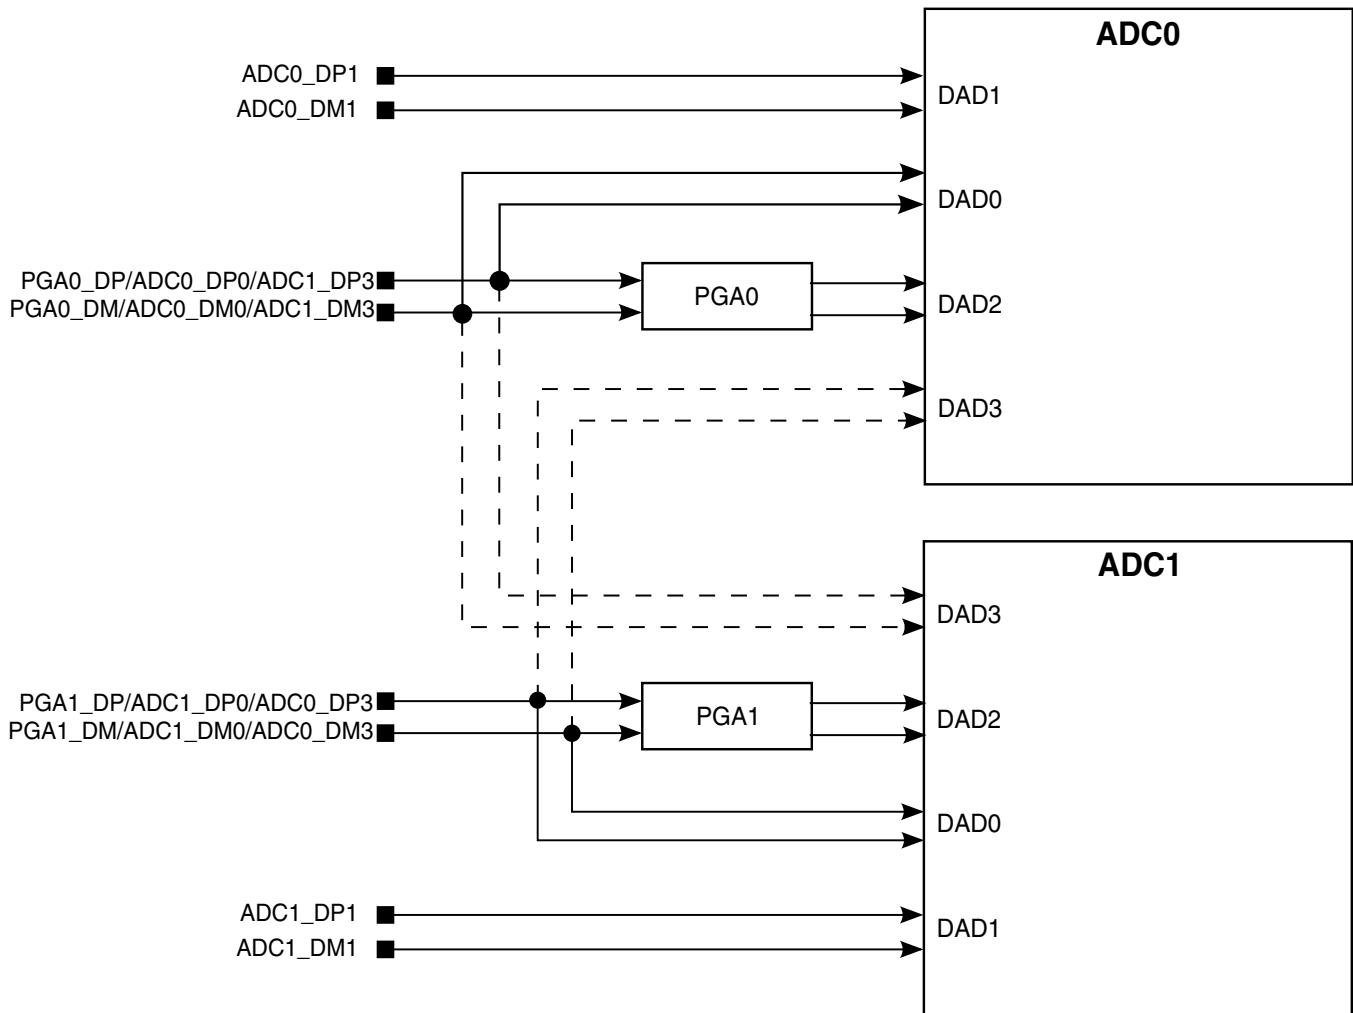 ADC0
ADC0_DP1
ADC0_DM1
DAD1
DAD0
PGA0_DP/ADC0_DP0/ADC1_DP3
PGA0_DM/ADC0_DM0/ADC1_DM3
PGA0
DAD2
DAD3
ADC1
DAD3
PGA1_DP/ADC1_DP0/ADC0_DP3
PGA1_DM/ADC1_DM0/ADC0_DM3
PGA1
DAD2
DAD0
ADC1_DP1
ADC1_DM1
DAD1